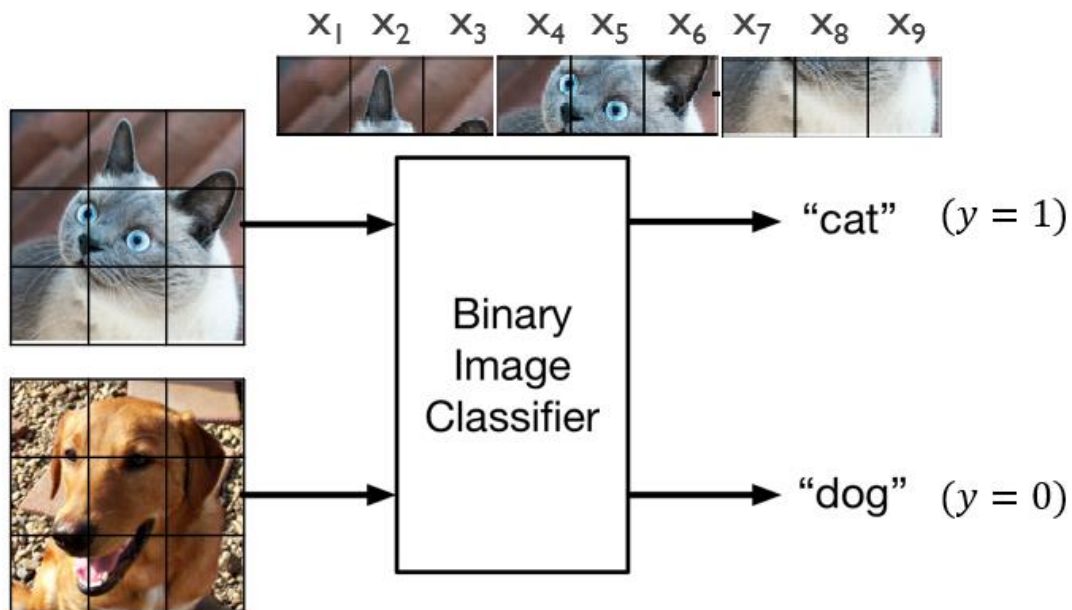 x₁ x₂ x₃ x₄ x₅ x₆ x₇ x₈ x₉
“cat” (y = 1)
Binary
Image
Classifier
“dog” (y = 0)